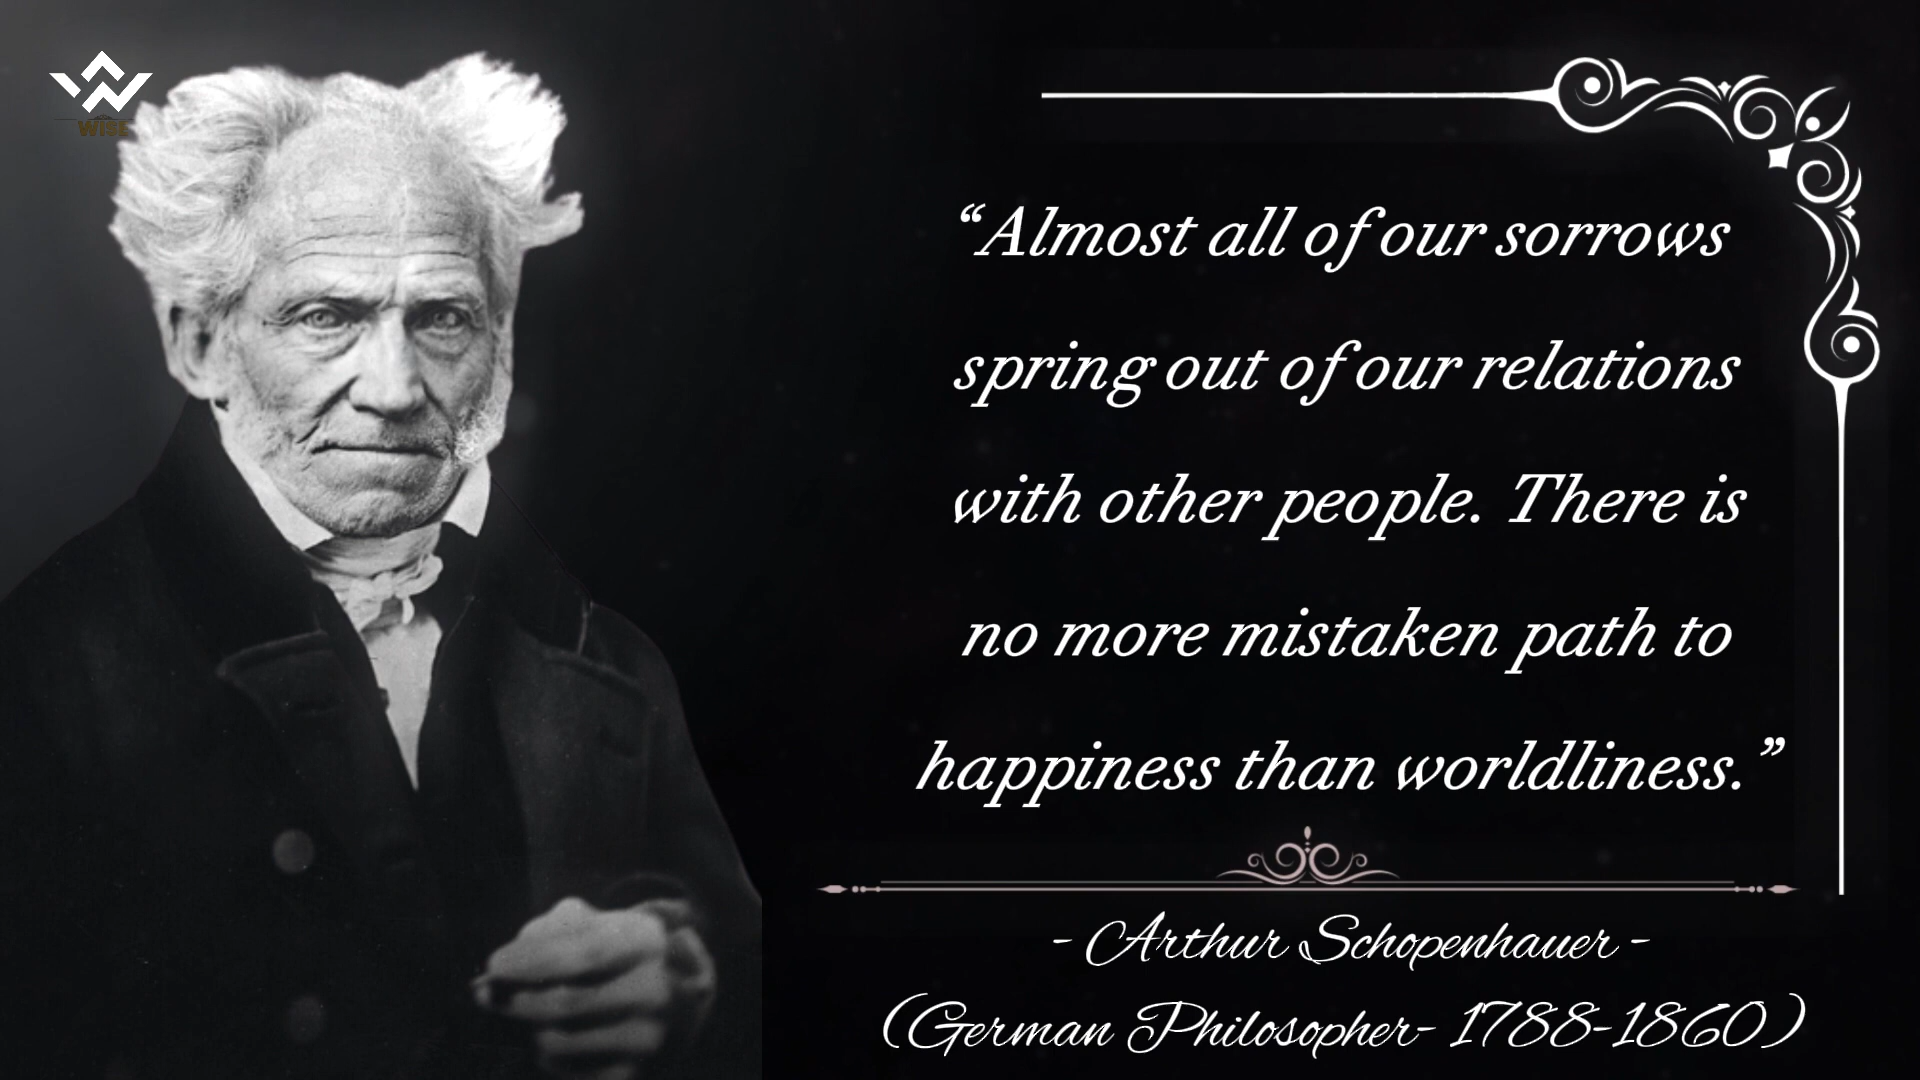 WISE
“Almost all of our sorrows
spring out of our relations
with other people. There is
no more mistaken path to
happiness than worldliness.”
- Arthur Schopenhauer -
(German Philosopher- 1788-1860)